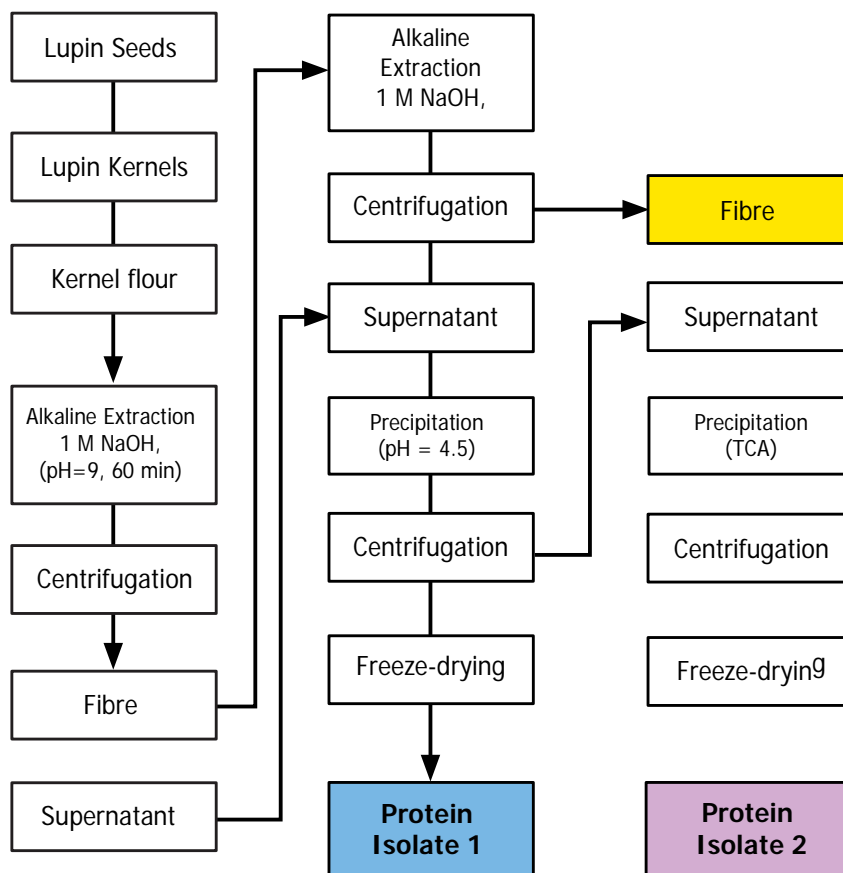 Lupin Seeds
Lupin Kernels
Kernel flour
Alkaline Extraction
1 M NaOH,
(pH=9, 60 min)
Centrifugation
Fibre
Supernatant
Alkaline
Extraction
1 M NaOH,
Centrifugation
Supernatant
Precipitation
(pH = 4.5)
Centrifugation
Freeze-drying
Protein
Isolate 1
Fibre
Supernatant
Precipitation
(TCA)
Centrifugation
Freeze-drying
Protein
Isolate 2